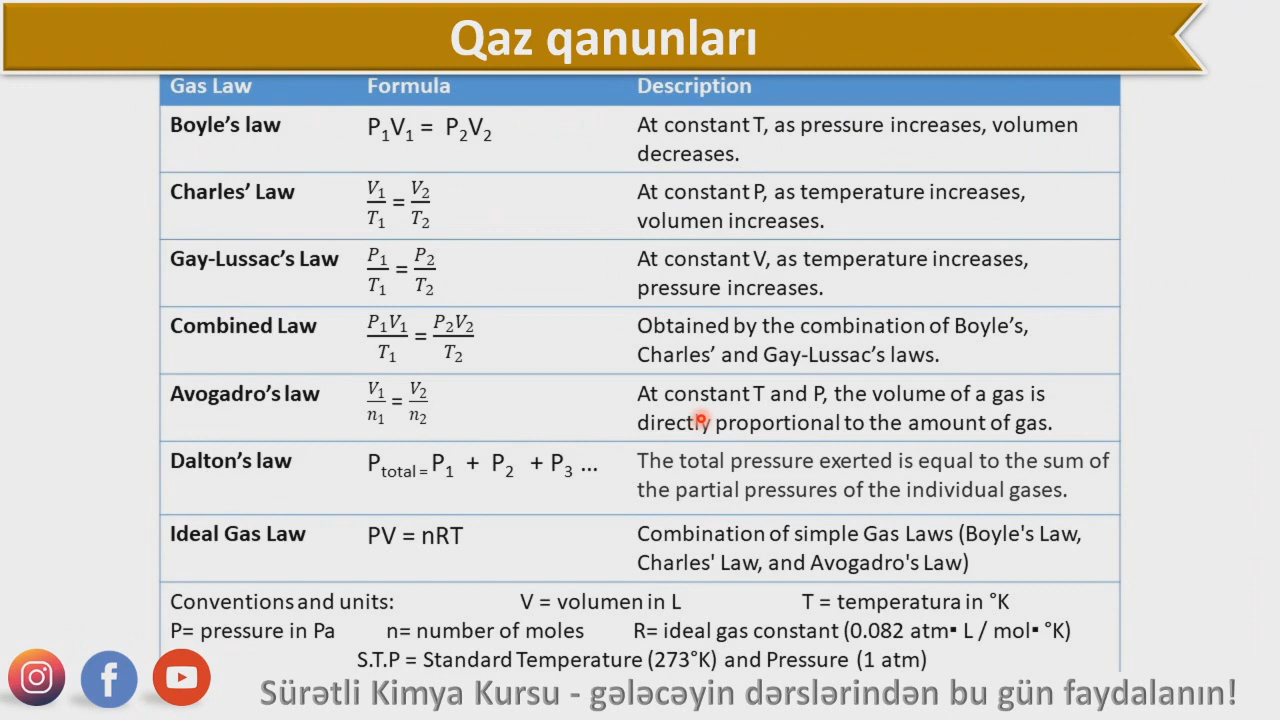 Qaz qanunları
Gas Law Formula Description
Boyle’s law P₁V₁ = P₂V₂ At constant T, as pressure increases, volumen
decreases.
Charles’ Law V₁/T₁ = V₂/T₂ At constant P, as temperature increases,
volumen increases.
Gay-Lussac’s Law P₁/T₁ = P₂/T₂ At constant V, as temperature increases,
pressure increases.
Combined Law P₁V₁/T₁ = P₂V₂/T₂ Obtained by the combination of Boyle’s,
Charles’ and Gay-Lussac’s laws.
Avogadro’s law V₁/n₁ = V₂/n₂ At constant T and P, the volume of a gas is
directly proportional to the amount of gas.
Dalton’s law P total = P₁ + P₂ + P₃ ... The total pressure exerted is equal to the sum of
the partial pressures of the individual gases.
Ideal Gas Law PV = nRT Combination of simple Gas Laws (Boyle's Law,
Charles' Law, and Avogadro's Law)
Conventions and units: V = volumen in L T = temperatura in °K
P= pressure in Pa n= number of moles R= ideal gas constant (0.082 atm▪ L / mol▪ °K)
S.T.P = Standard Temperature (273°K) and Pressure (1 atm)
Sürətli Kimya Kursu - gələcəyin dərslərindən bu gün faydalanın!